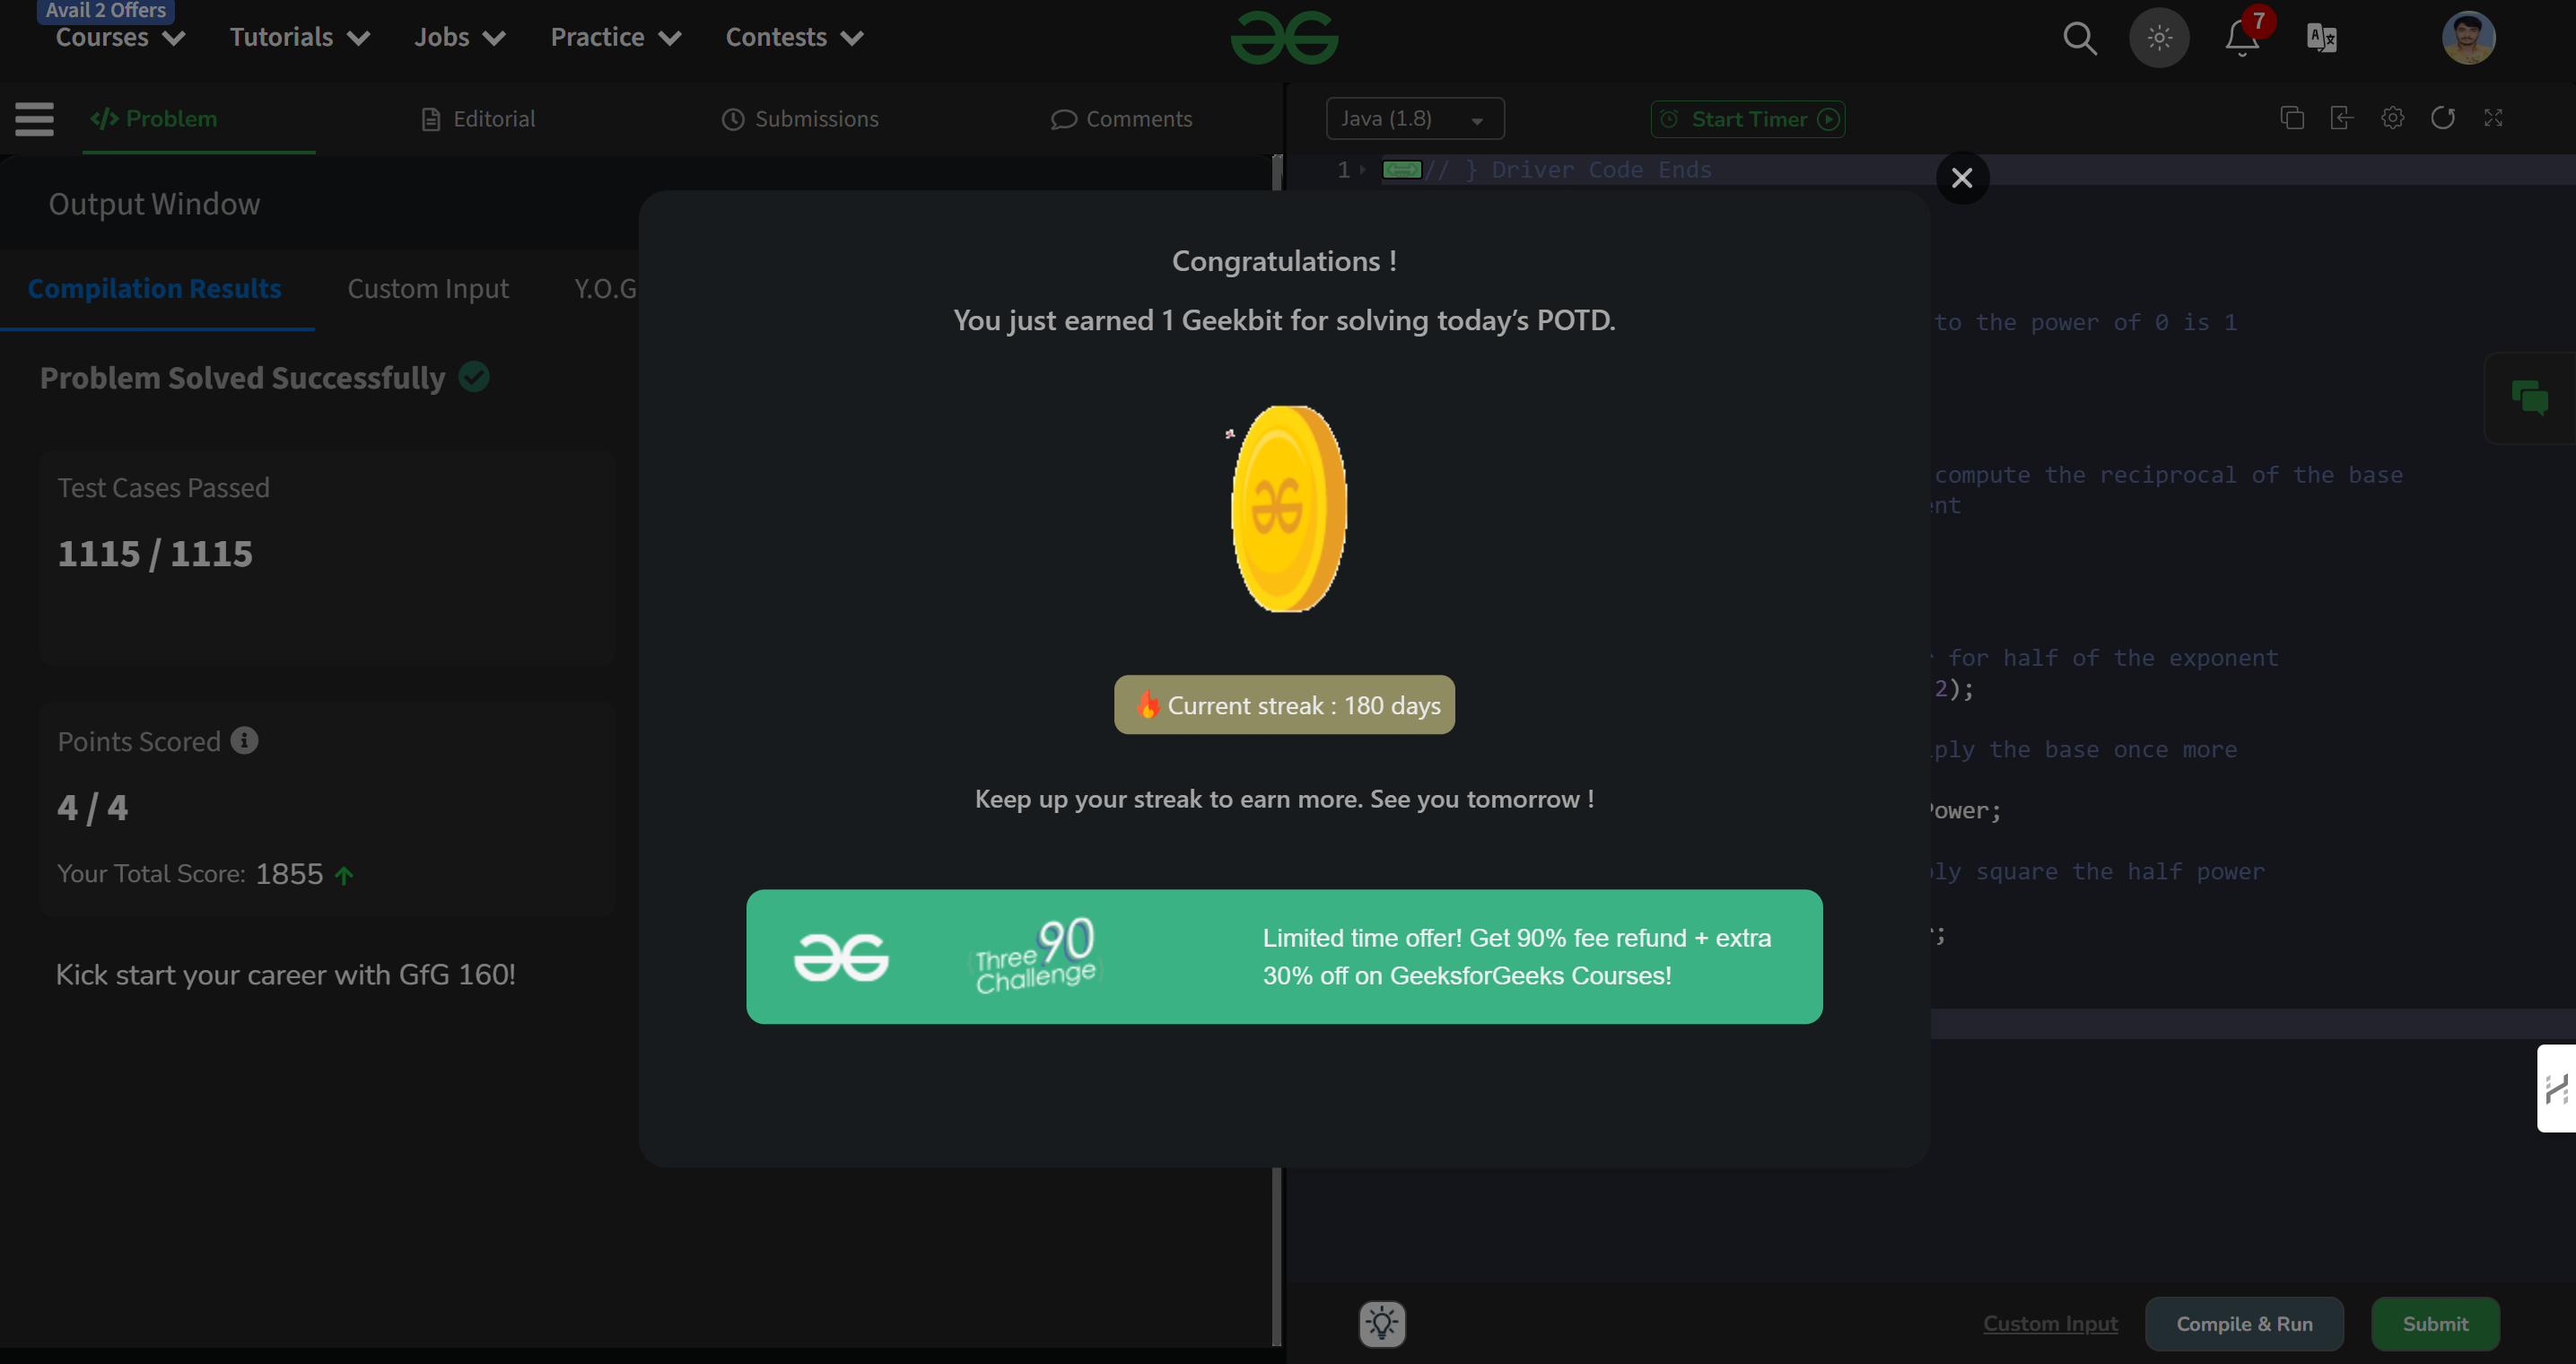 Avail 2 Offers
Courses
Tutorials
Jobs
Practice
Contests
7
Problem
Editorial
Submissions
Comments
Java (1.8)
Start Timer
1
// } Driver Code Ends
Output Window
Compilation Results
Custom Input
Y.O.G
Problem Solved Successfully
Test Cases Passed
1115 / 1115
Points Scored
4 / 4
Your Total Score: 1855
Kick start your career with GfG 160!
Congratulations !
You just earned 1 Geekbit for solving today’s POTD.
Current streak : 180 days
Keep up your streak to earn more. See you tomorrow !
Three 90
Challenge
Limited time offer! Get 90% fee refund + extra
30% off on GeeksforGeeks Courses!
to the power of 0 is 1
compute the reciprocal of the base
for half of the exponent
2);
the base once more
square the half power
;
Custom Input
Compile & Run
Submit